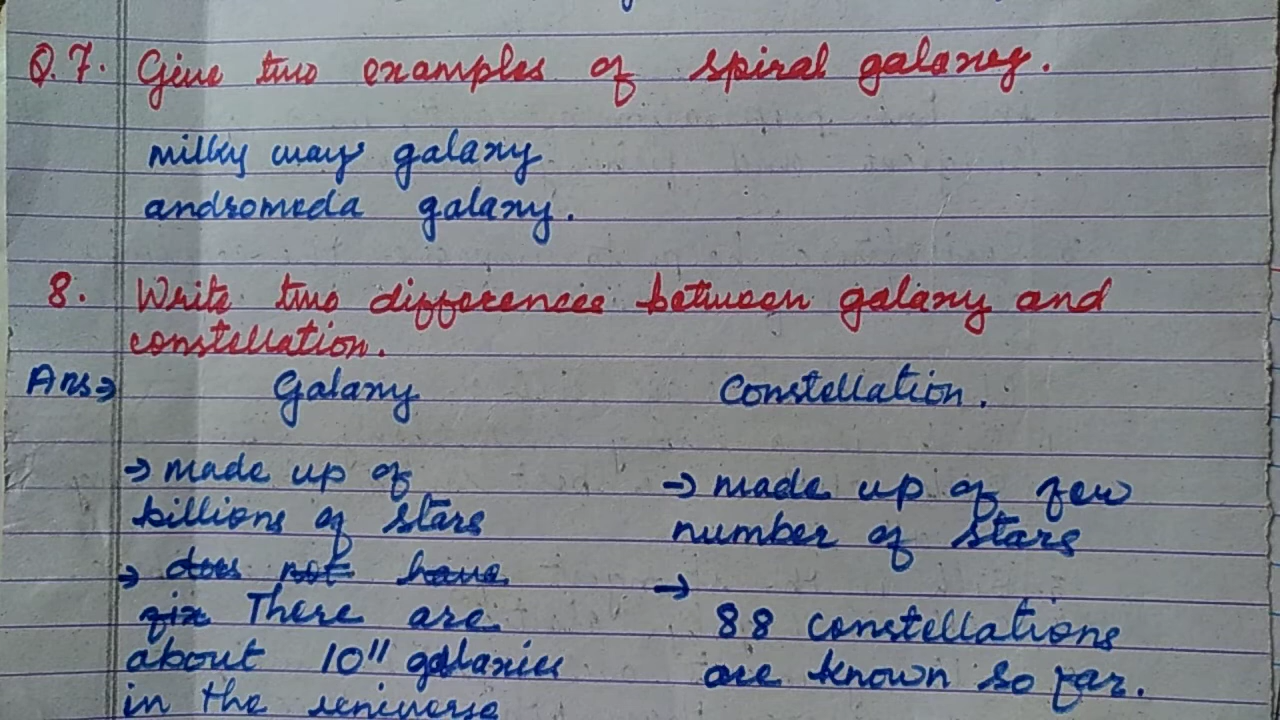 Q.7. Give two examples of spiral galaxy.
milky way galaxy
andromeda galaxy.
8. Write two differences between galaxy and
constellation.
Ans→ Galaxy Constellation.
→ made up of
billions of stars
→ does not have
fix There are
about 10¹¹ galaxies
in the universe
→ made up of few
number of stars
→
88 constellations
are known so far.